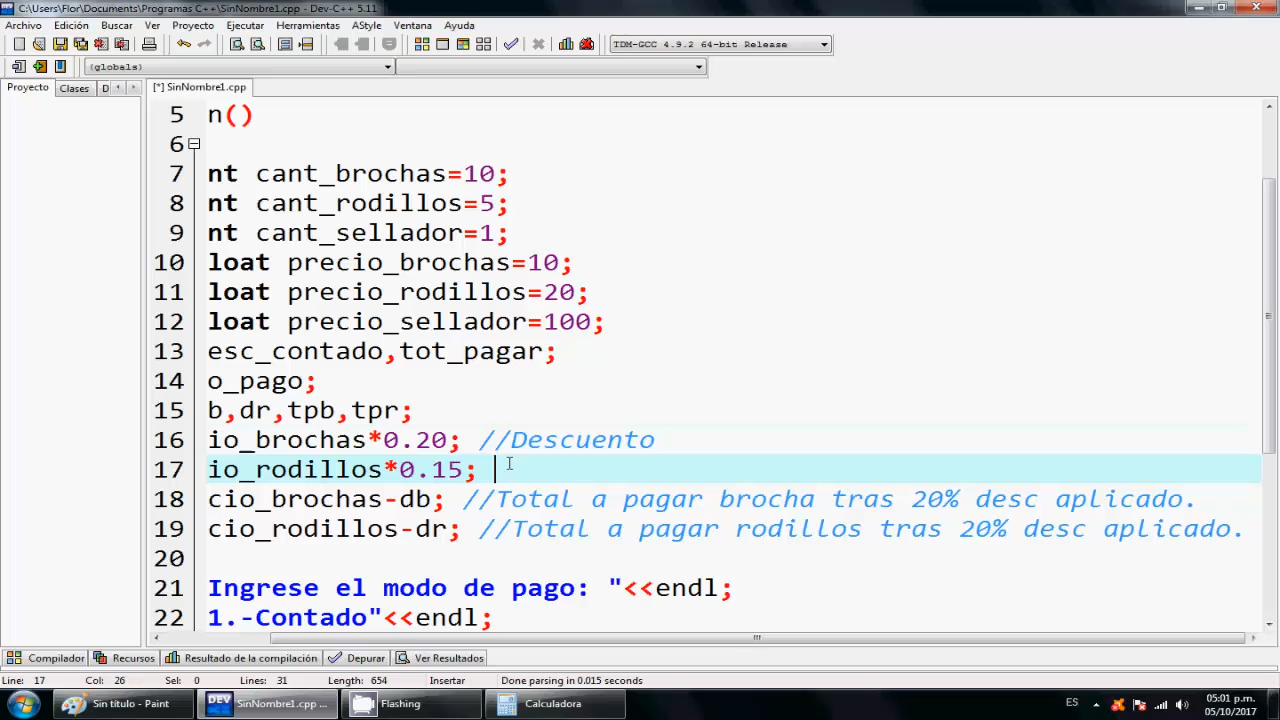 C:\Users\Flor\Documents\Programas C++\SinNombre1.cpp - Dev-C++ 5.11
Archivo Edición Buscar Ver Proyecto Ejecutar Herramientas AStyle Ventana Ayuda
TDM-GCC 4.9.2 64-bit Release
(globals)
Proyecto Clases D [*] SinNombre1.cpp
5 n()
6
7 nt cant_brochas=10;
8 nt cant_rodillos=5;
9 nt cant_sellador=1;
10 loat precio_brochas=10;
11 loat precio_rodillos=20;
12 loat precio_sellador=100;
13 esc_contado,tot_pagar;
14 o_pago;
15 b,dr,tpb,tpr;
16 io_brochas*0.20; //Descuento
17 io_rodillos*0.15;
18 cio_brochas-db; //Total a pagar brocha tras 20% desc aplicado.
19 cio_rodillos-dr; //Total a pagar rodillos tras 20% desc aplicado.
20
21 Ingrese el modo de pago: "<<endl;
22 1.-Contado"<<endl;
Compilador Recursos Resultado de la compilación Depurar Ver Resultados
Line: 17 Col: 26 Sel: 0 Lines: 31 Length: 654 Insertar Done parsing in 0.015 seconds
Sin título - Paint DEV SinNombre1.cpp ... Flashing Calculadora ES 05:01 p.m.
05/10/2017